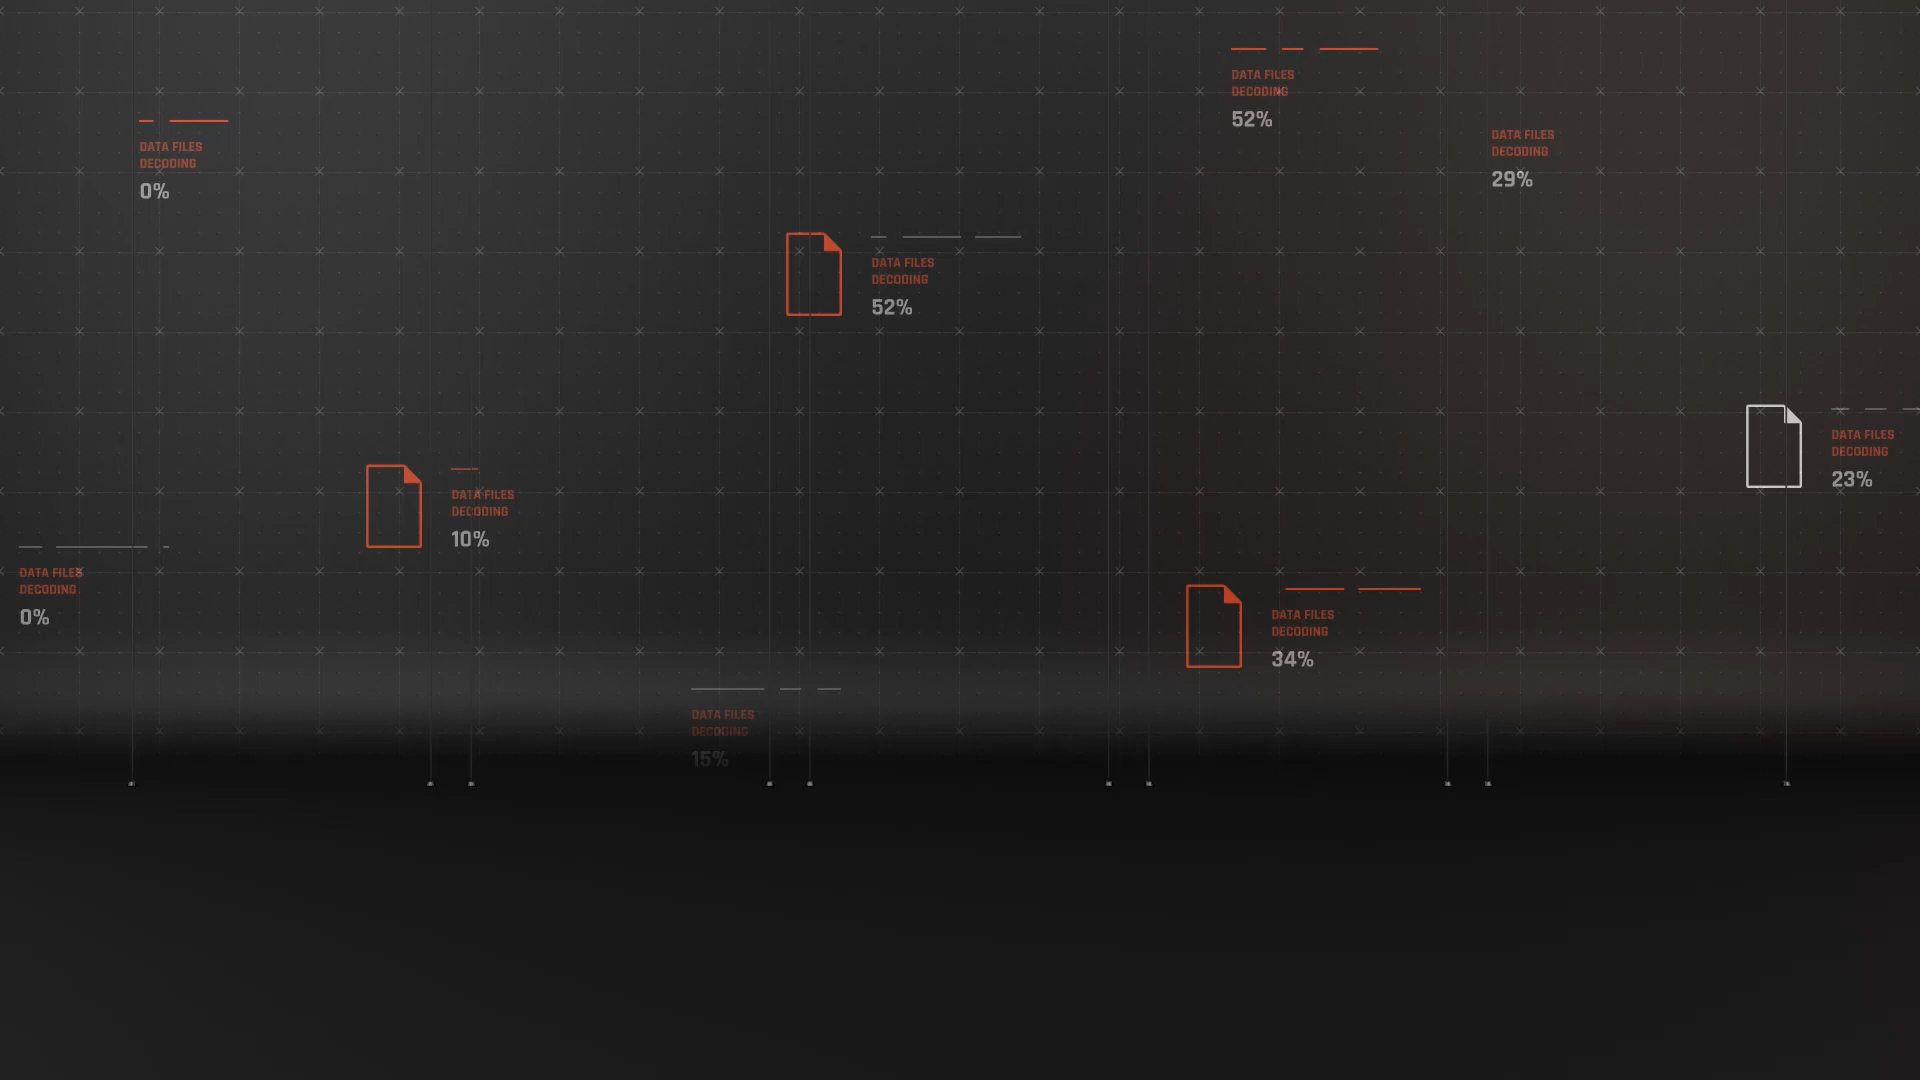 DATA FILES
DECODING
52%
DATA FILES
DECODING
29%
DATA FILES
DECODING
0%
DATA FILES
DECODING
52%
DATA FILES
DECODING
23%
DATA FILES
DECODING
10%
DATA FILES
DECODING
0%
DATA FILES
DECODING
34%
DATA FILES
DECODING
15%